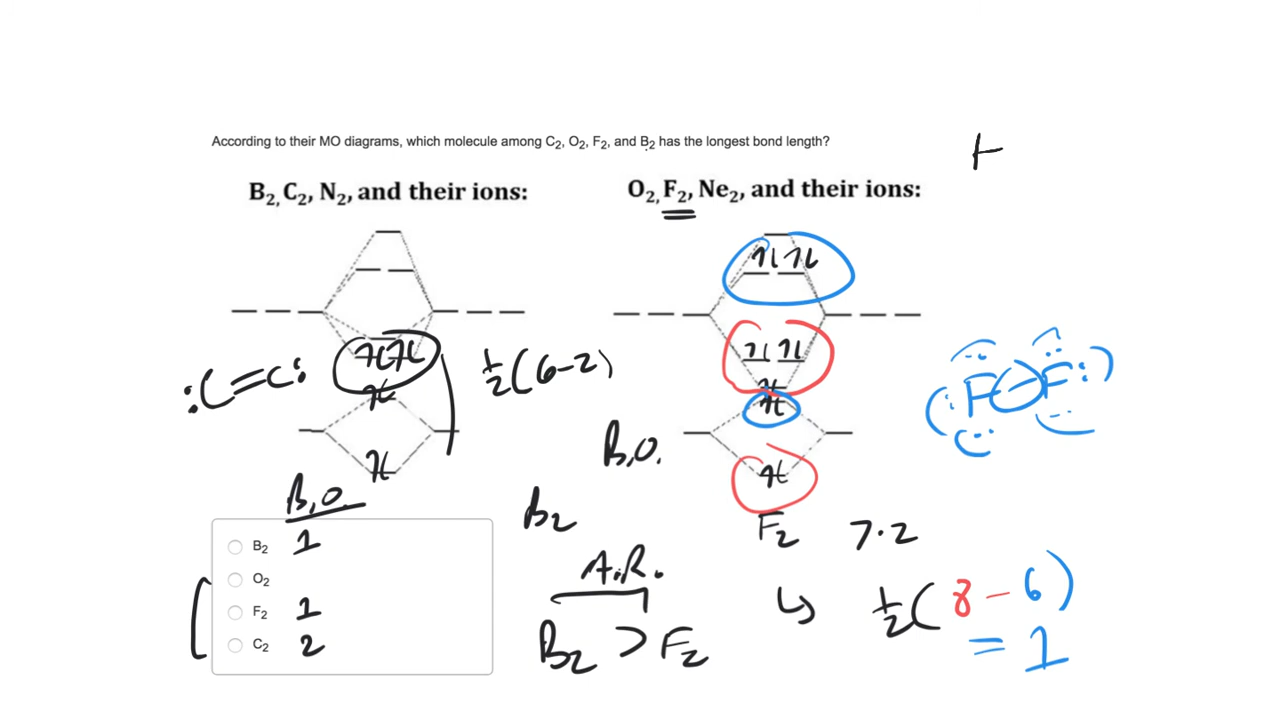 According to their MO diagrams, which molecule among C₂, O₂, F₂, and B₂ has the longest bond length?
B₂, C₂, N₂, and their ions:
O₂, F₂, Ne₂, and their ions:
:C=C:
½(6-2)
B.O.
:F-F:
B.O.
B₂ 1
O₂
F₂ 1
C₂ 2
B₂
A.R.
B₂ > F₂
F₂ 7·2
↳ ½(8-6)
= 1